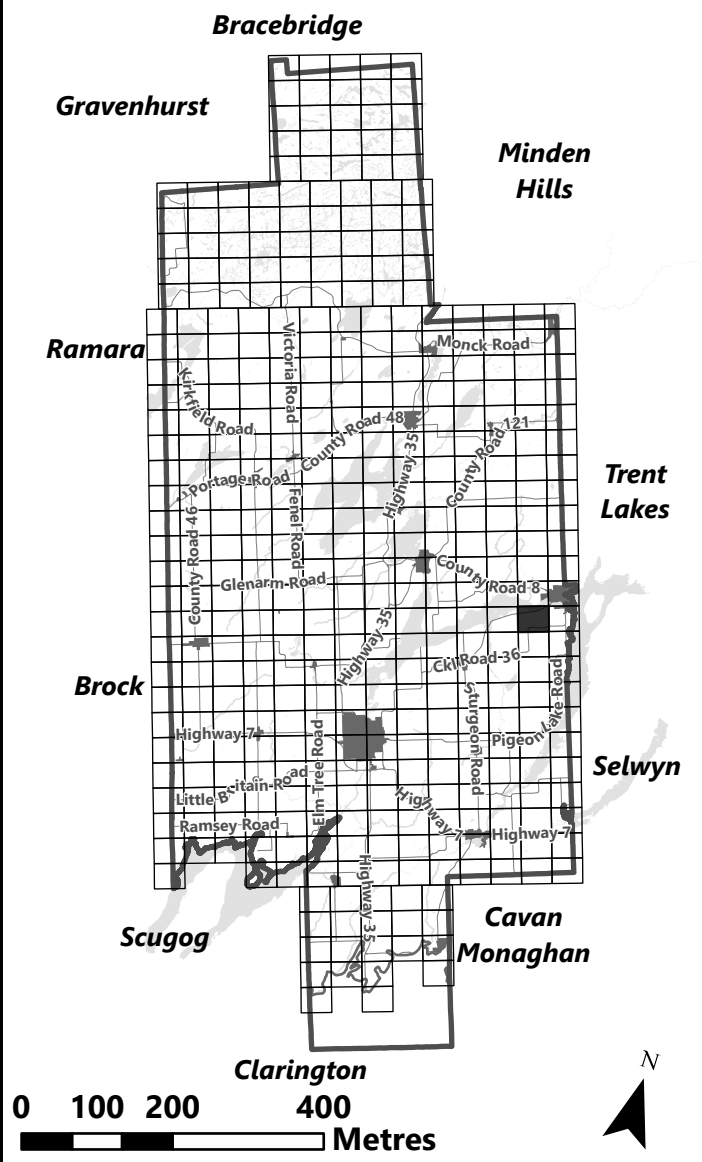 Bracebridge
Gravenhurst
Minden
Hills
Ramara
Victoria Road
Monck Road
Kirkfield Road
County Road 48
County Road 121
Highway 35
Trent
Lakes
Portage Road
Fenel Road
County Road 46
Glenarm Road
County Road 8
Highway 35
Ckl Road 36
Brock
Sturgeon Road
Pigeon Lake Road
Highway 7
Elm Tree Road
Selwyn
Little Britain Road
Ramsey Road
Highway 7
Highway 7
Highway 35
Scugog
Cavan
Monaghan
Clarington
N
0 100 200 400
Metres